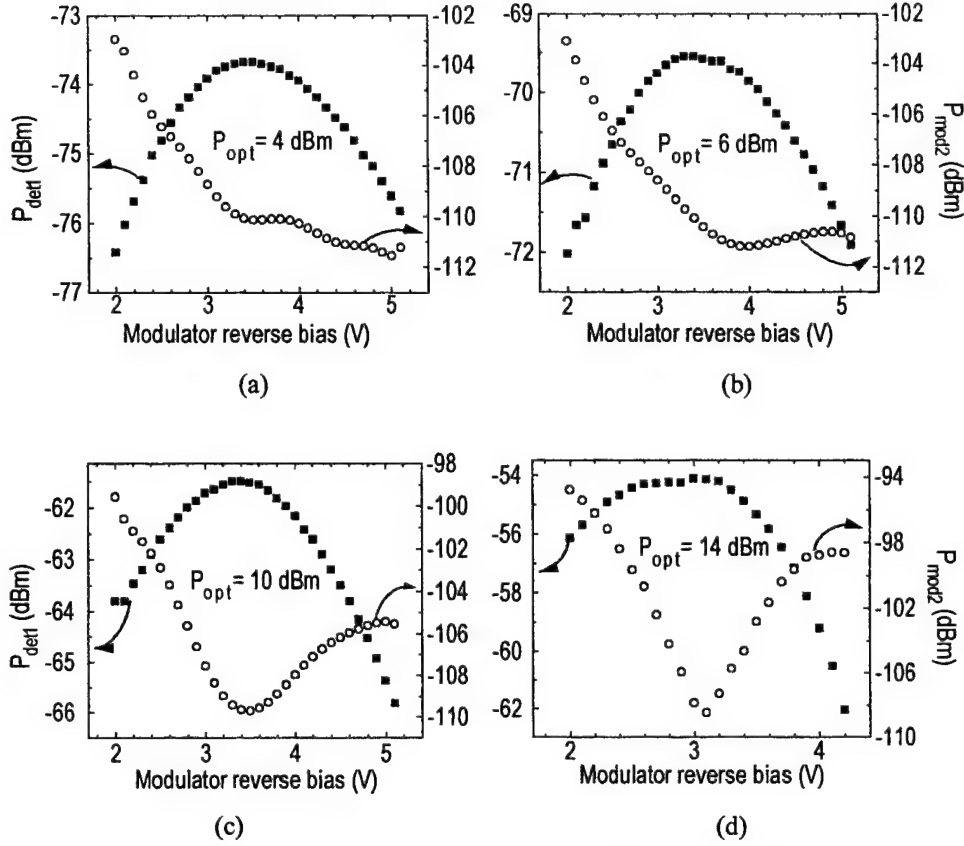 -73
-74
-75
-76
-77
P_det1 (dBm)
-102
-104
-106
-108
-110
-112
P_opt = 4 dBm
2 3 4 5
Modulator reverse bias (V)
(a)
-69
-70
-71
-72
-102
-104
-106
-108
-110
-112
P_mod2 (dBm)
P_opt = 6 dBm
2 3 4 5
Modulator reverse bias (V)
(b)
-62
-63
-64
-65
-66
P_det1 (dBm)
-98
-100
-102
-104
-106
-108
-110
P_opt = 10 dBm
2 3 4 5
Modulator reverse bias (V)
(c)
-54
-56
-58
-60
-62
-94
-98
-102
-106
-110
P_mod2 (dBm)
P_opt = 14 dBm
2 3 4
Modulator reverse bias (V)
(d)